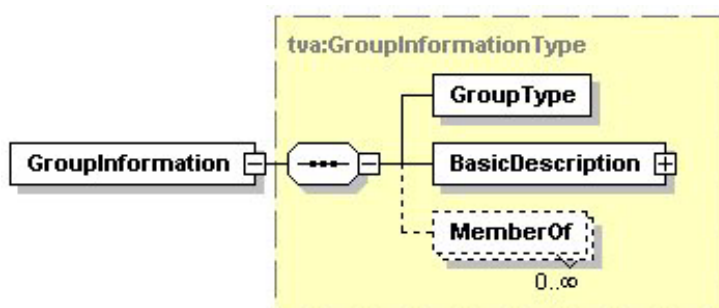 tva:GroupInformationType
GroupType
GroupInformation
BasicDescription
MemberOf
0..∞